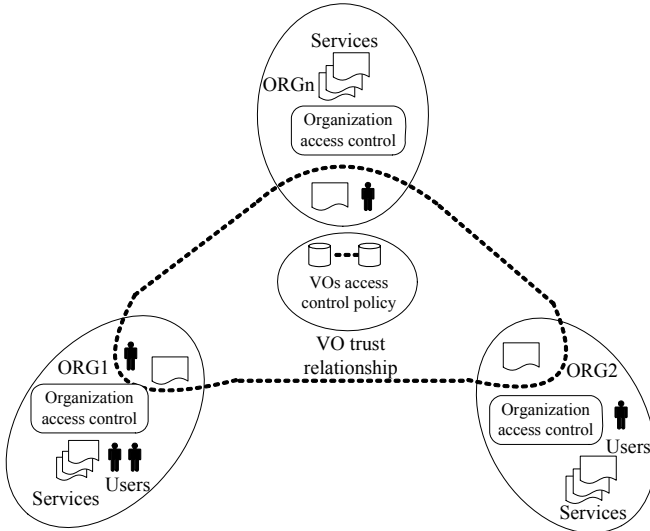 Services
ORGn
Organization
access control
VOs access
control policy
VO trust
relationship
ORG1
Organization
access control
Services
Users
ORG2
Organization
access control
Users
Services